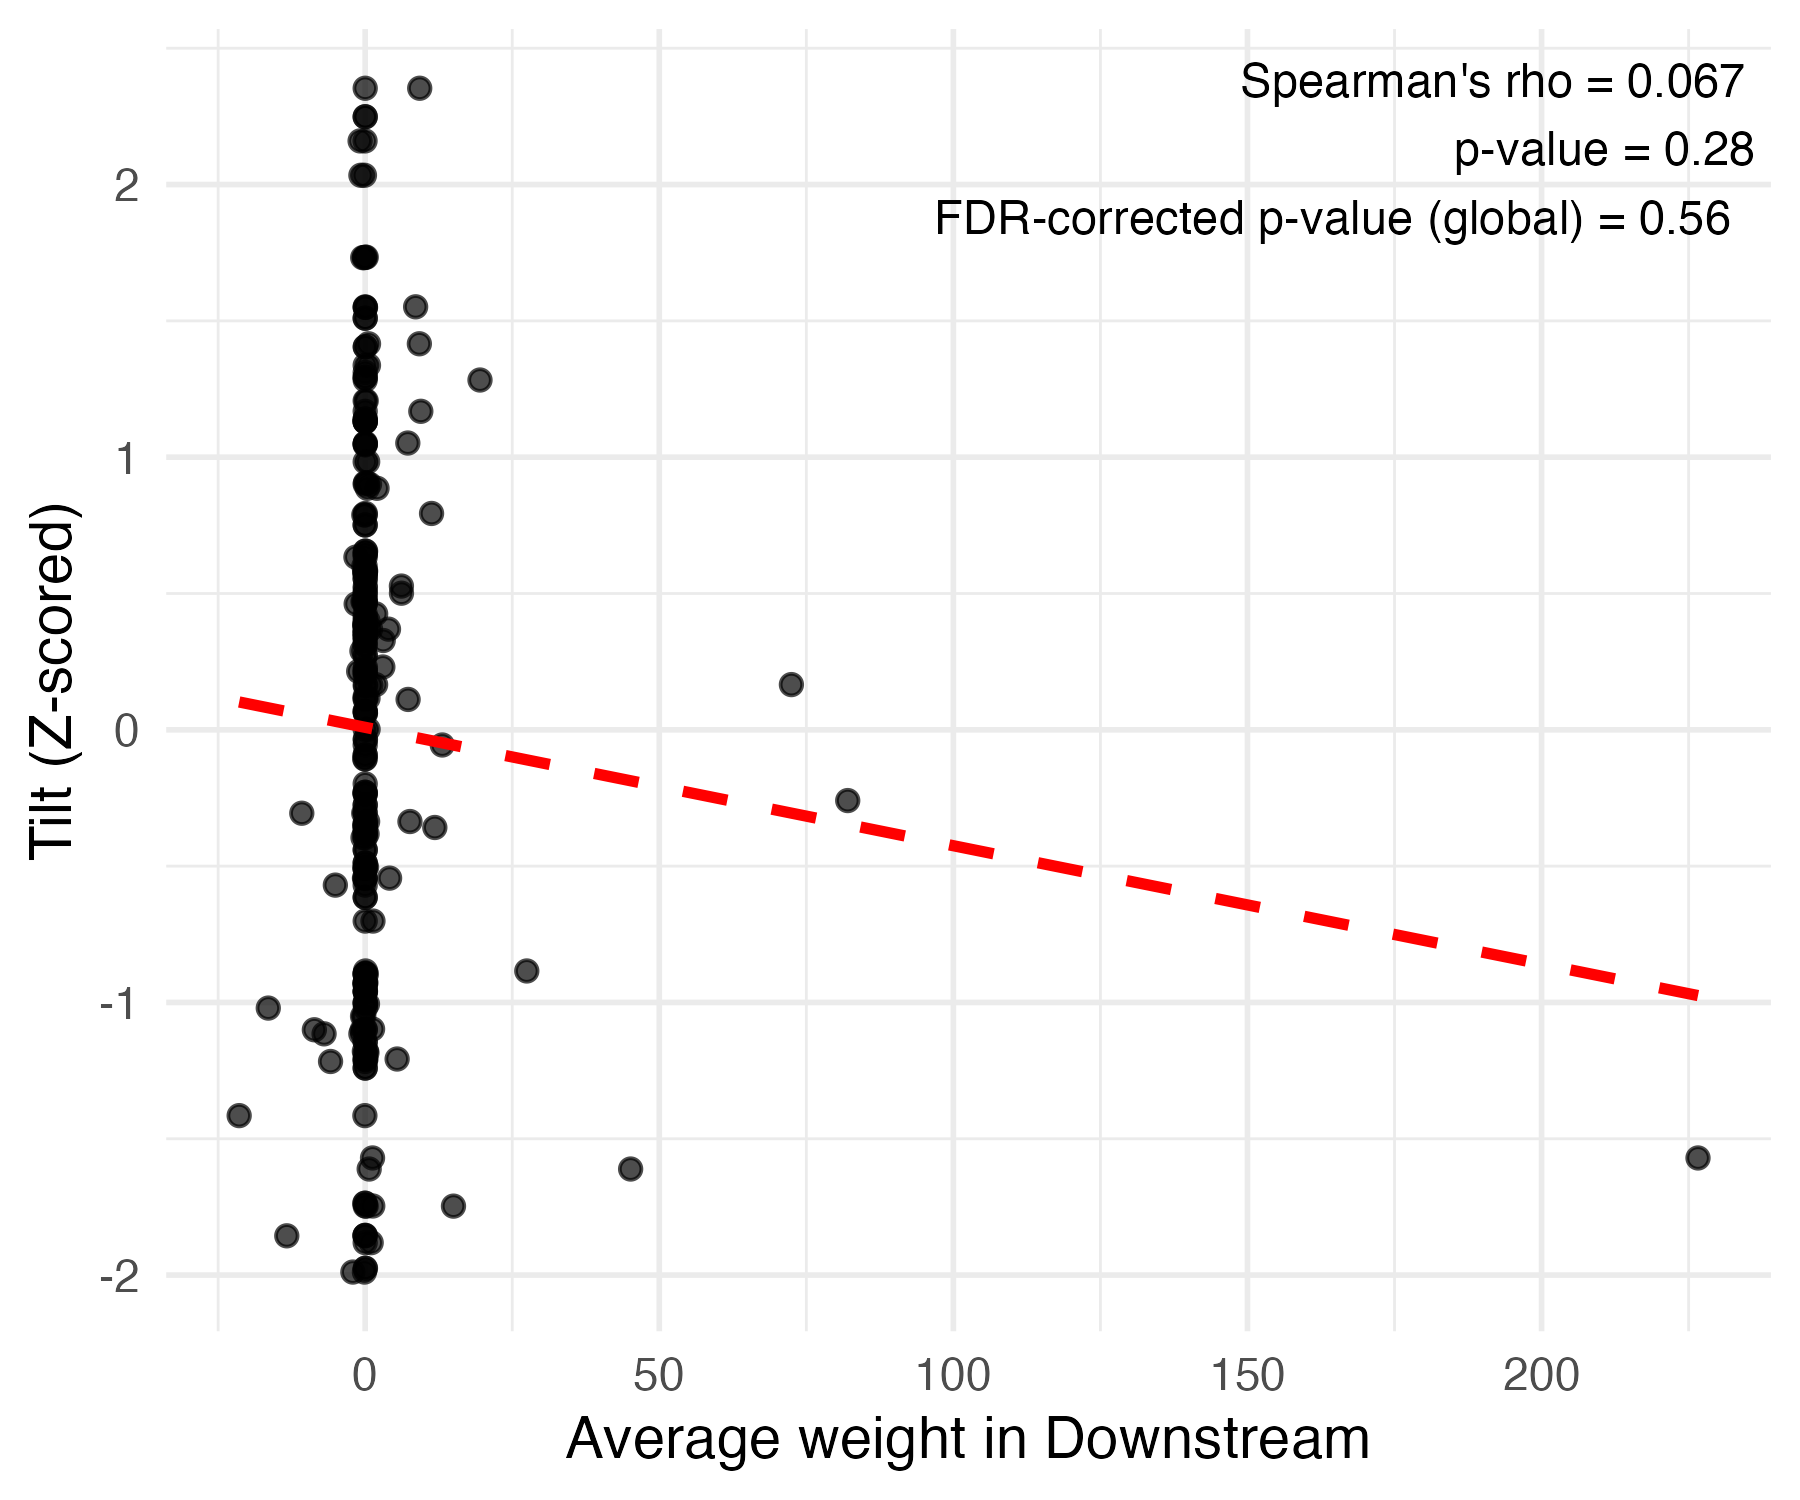 Spearman's rho = 0.067
p-value = 0.28
FDR-corrected p-value (global) = 0.56
Tilt (Z-scored)
2
1
0
-1
-2
0 50 100 150 200
Average weight in Downstream